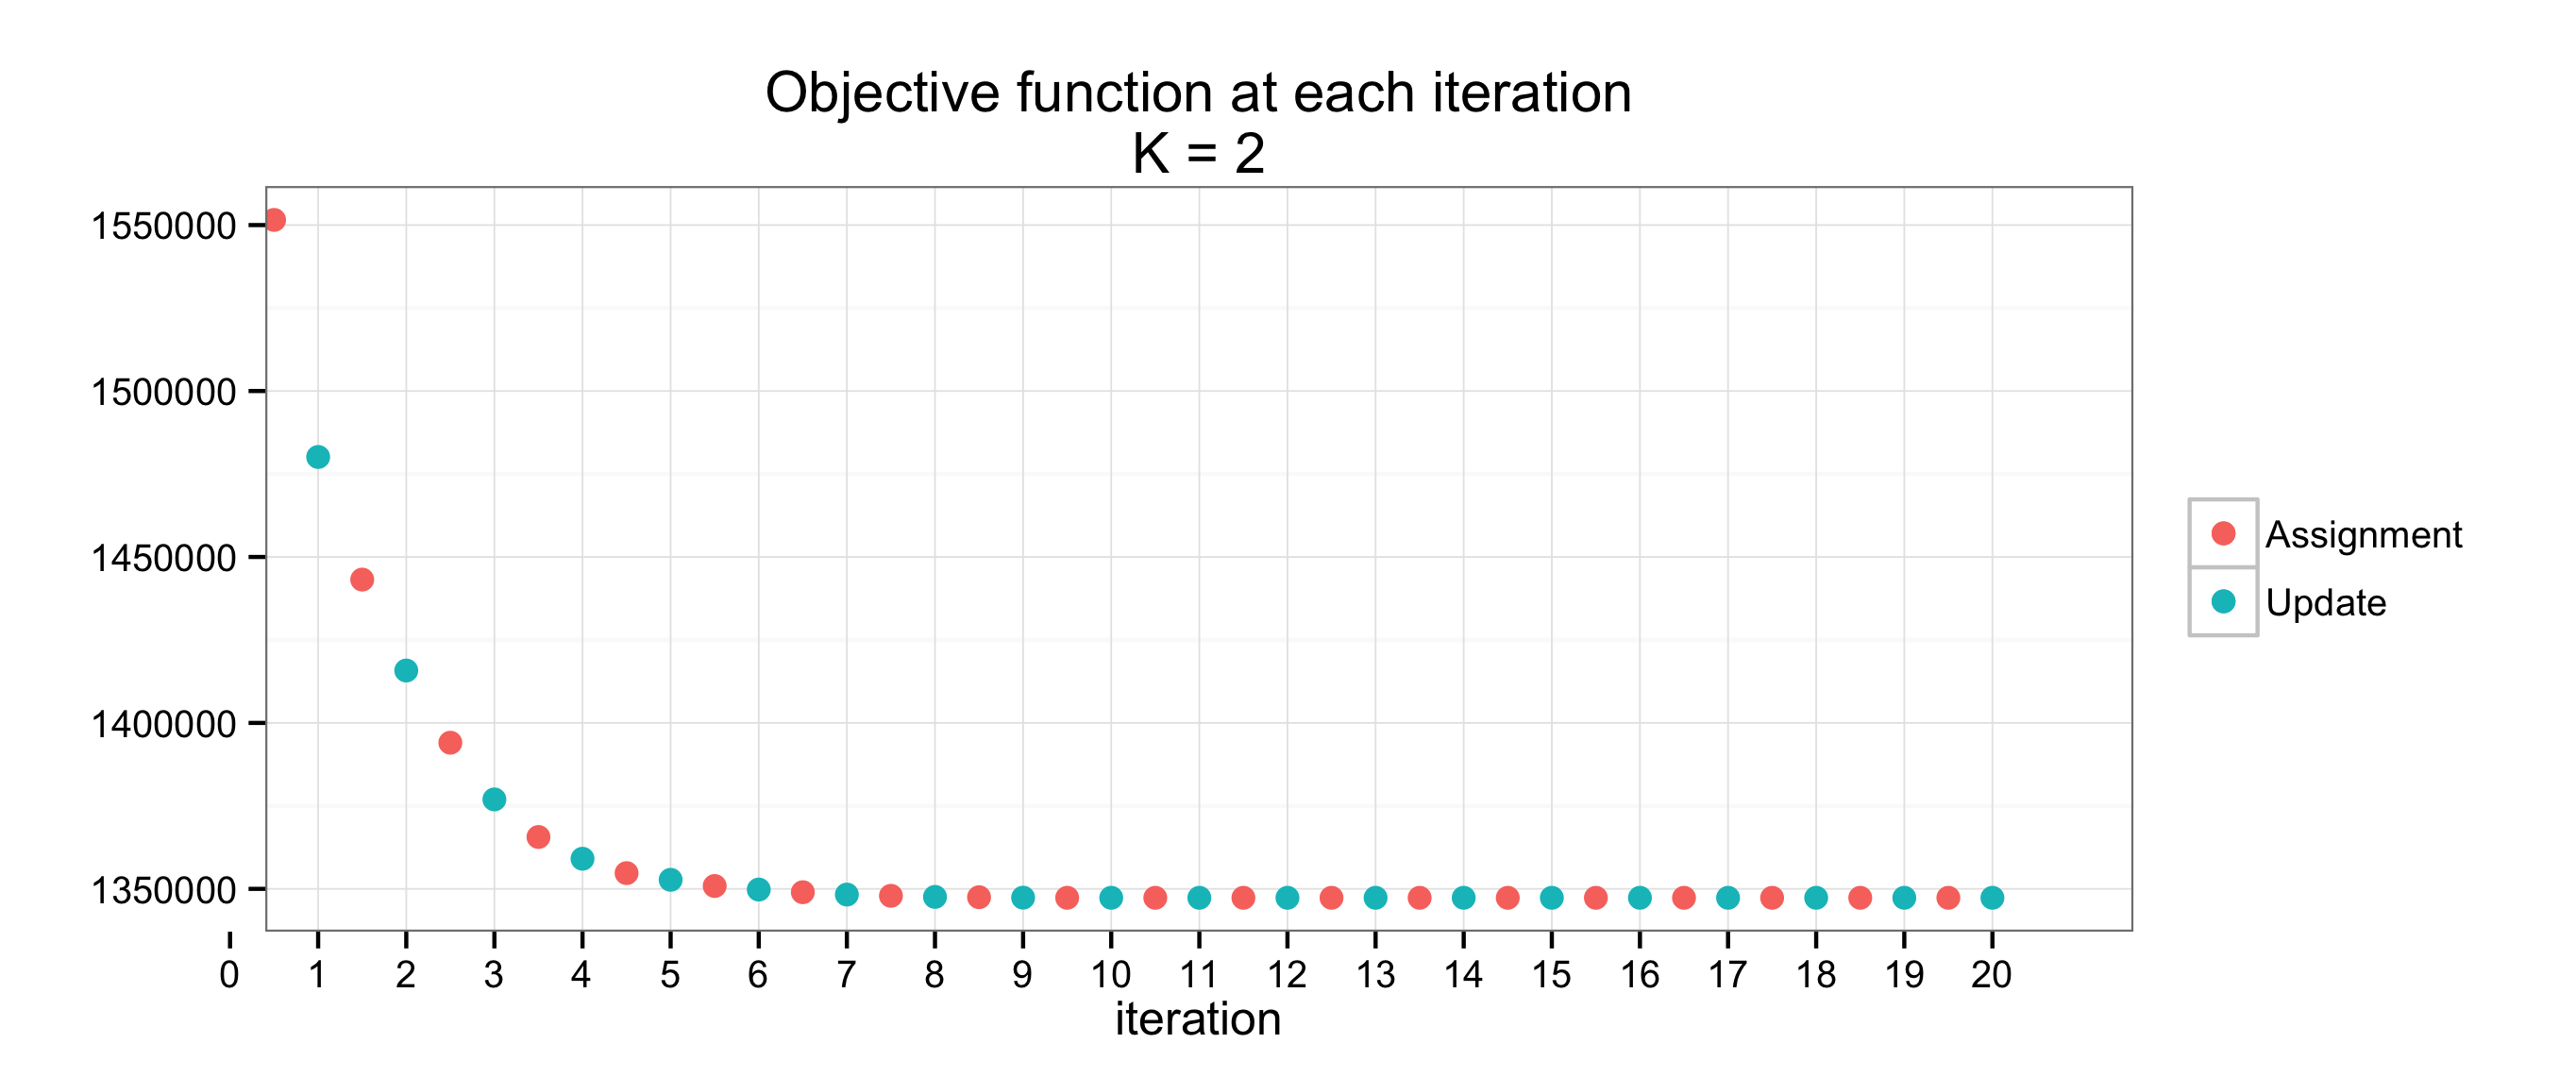 Objective function at each iteration
K = 2
1550000
1500000
1450000
1400000
1350000
0 1 2 3 4 5 6 7 8 9 10 11 12 13 14 15 16 17 18 19 20
iteration
Assignment
Update